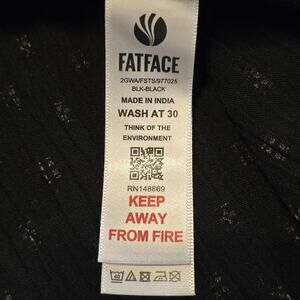 FATFACE
2GWA/FSTS/977025
BLK-BLACK
MADE IN INDIA
WASH AT 30
THINK OF THE
ENVIRONMENT
RN148869
KEEP
AWAY
FROM FIRE